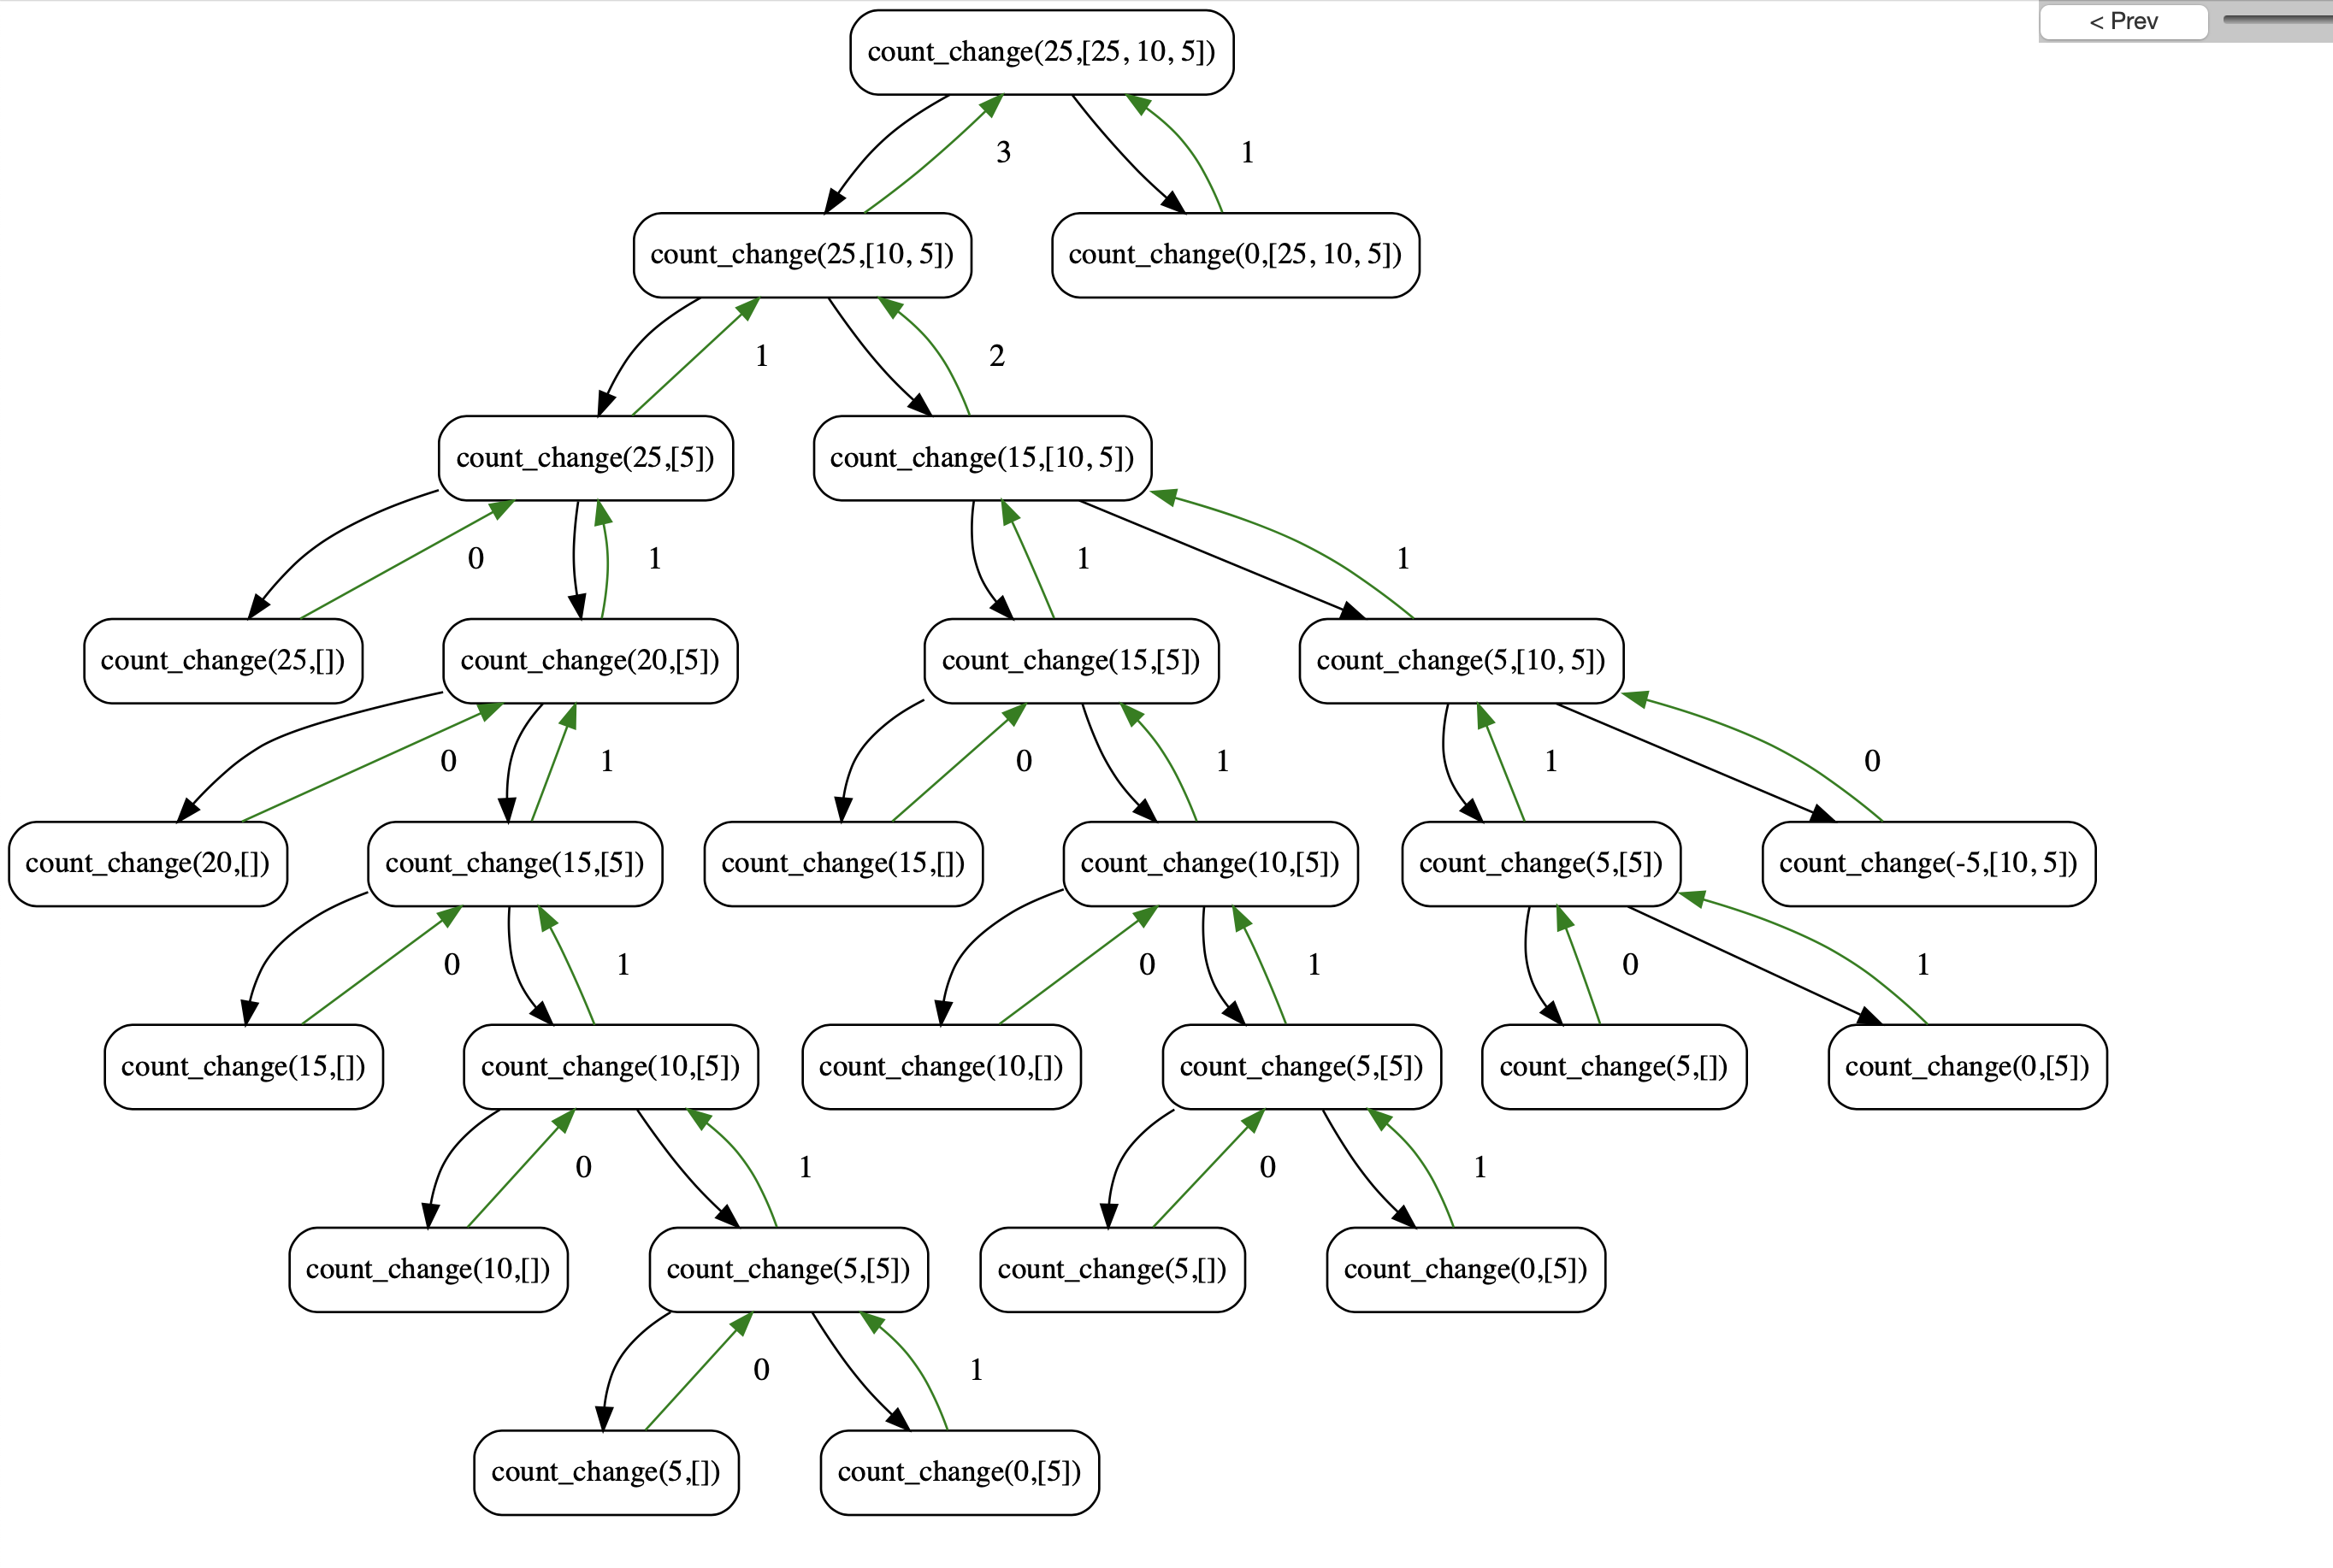 < Prev
count_change(25,[25, 10, 5])
3
1
count_change(25,[10, 5])
count_change(0,[25, 10, 5])
1
2
count_change(25,[5])
count_change(15,[10, 5])
0
1
1
1
count_change(25,[])
count_change(20,[5])
count_change(15,[5])
count_change(5,[10, 5])
0
1
0
1
1
0
count_change(20,[])
count_change(15,[5])
count_change(15,[])
count_change(10,[5])
count_change(5,[5])
count_change(-5,[10, 5])
0
1
0
1
0
1
count_change(15,[])
count_change(10,[5])
count_change(10,[])
count_change(5,[5])
count_change(5,[])
count_change(0,[5])
0
1
0
1
count_change(10,[])
count_change(5,[5])
count_change(5,[])
count_change(0,[5])
0
1
count_change(5,[])
count_change(0,[5])